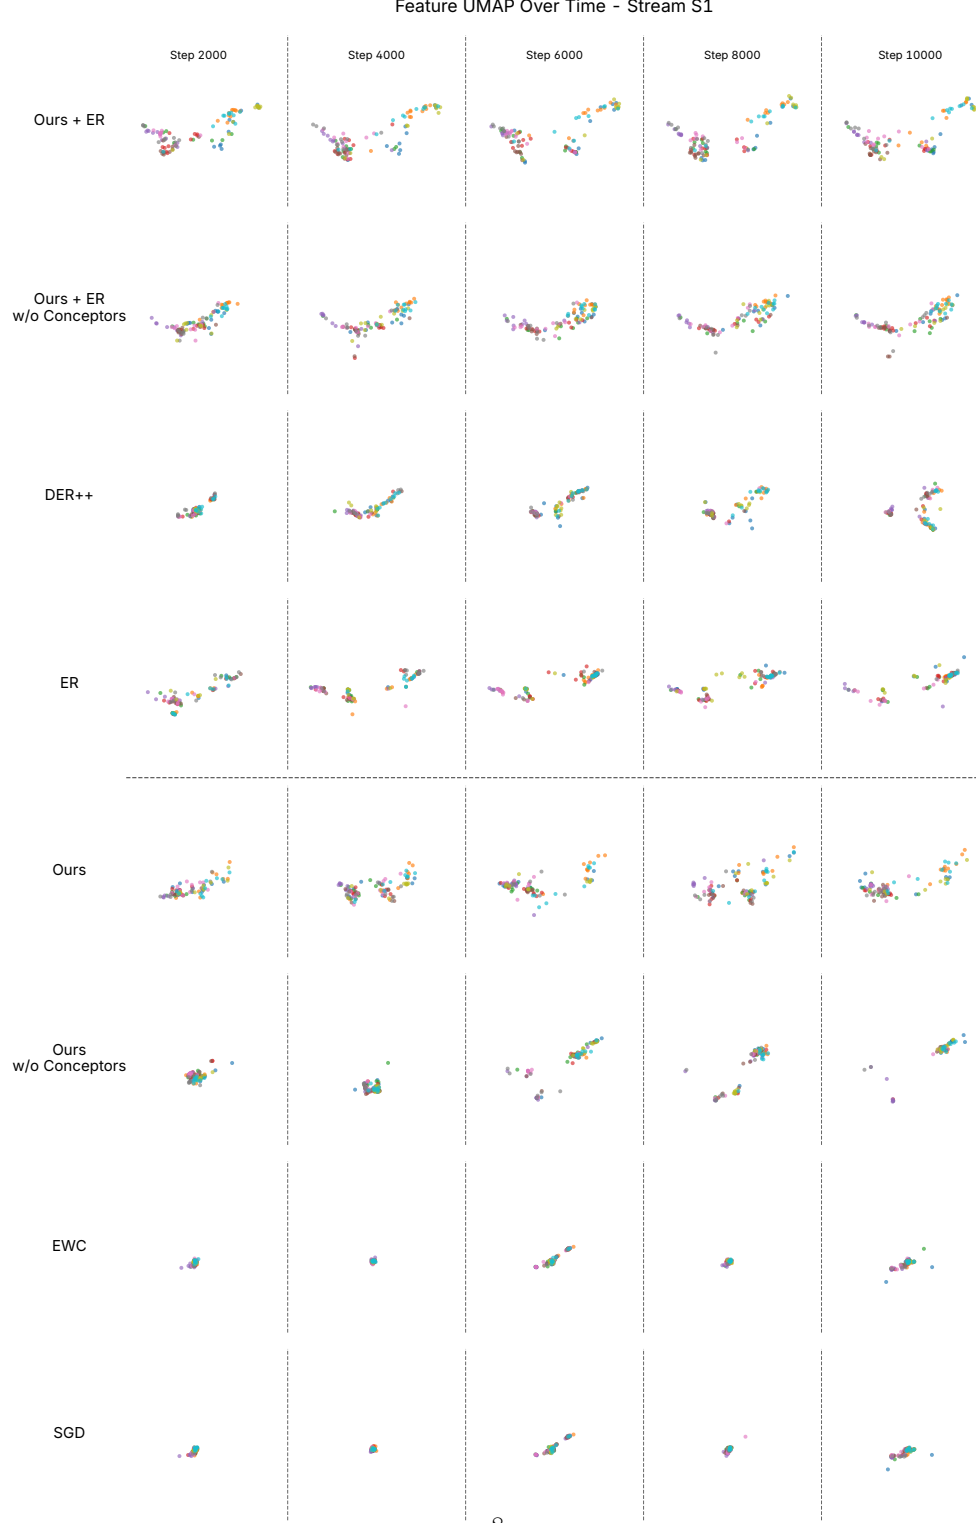 Feature UMAP Over Time - Stream S1
Step 2000
Step 4000
Step 6000
Step 8000
Step 10000
Ours + ER
Ours + ER
w/o Conceptors
DER++
ER
Ours
Ours
w/o Conceptors
EWC
SGD